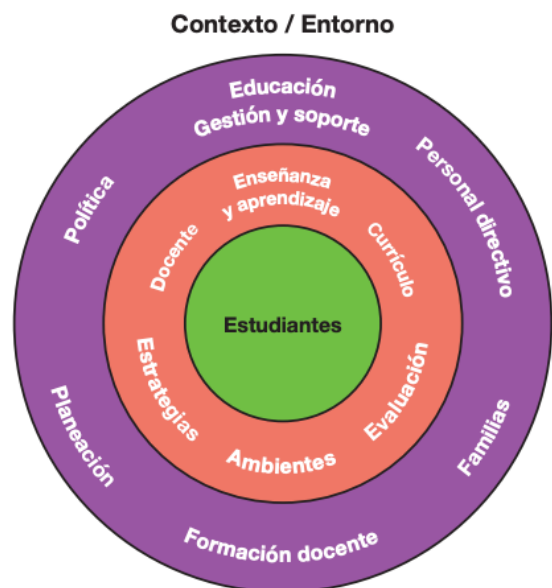 Contexto / Entorno
Educación
Gestión y soporte
Personal directivo
Familias
Formación docente
Planeación
Política
Enseñanza
y aprendizaje
Currículo
Evaluación
Ambientes
Estrategias
Docente
Estudiantes